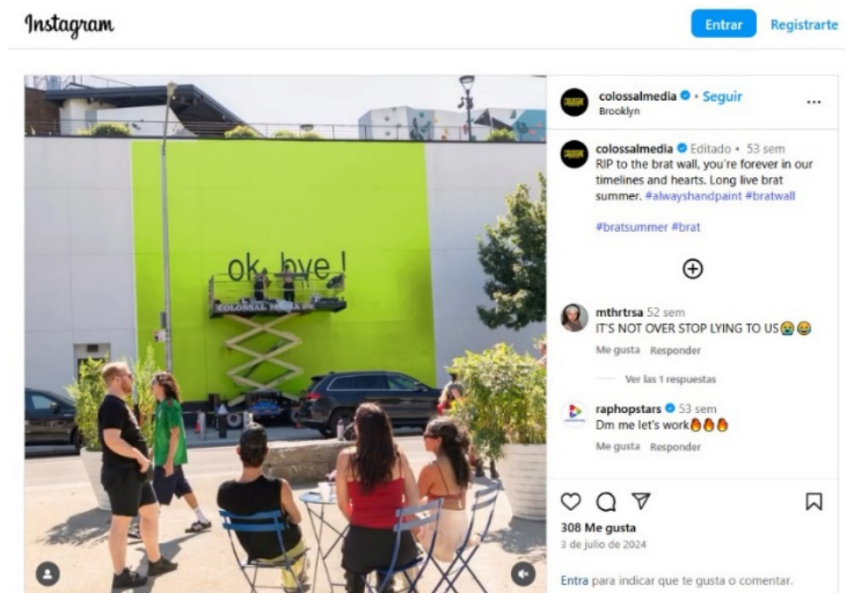 Instagram
Entrar
Registrarte
ok, bye!
COLOSSAL MEDIA
colossalmedia • Seguir
Brooklyn
colossalmedia Editado • 53 sem
RIP to the brat wall, you're forever in our
timelines and hearts. Long live brat
summer. #alwayshandpaint #bratwall
#bratsummer #brat
mthrtrsa 52 sem
IT'S NOT OVER STOP LYING TO US😭😭
Me gusta Responder
Ver las 1 respuestas
raphopstars 53 sem
Dm me let's work🔥🔥🔥
Me gusta Responder
308 Me gusta
3 de julio de 2024
Entra para indicar que te gusta o comentar.